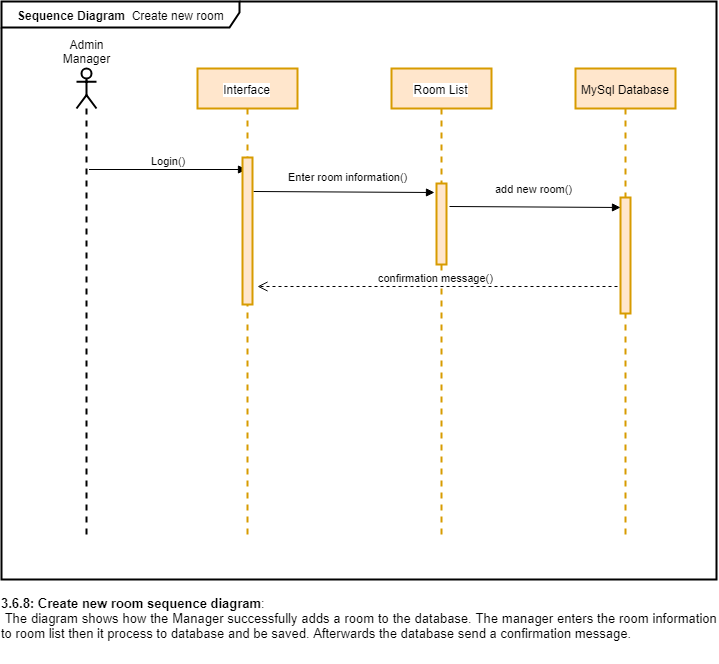 Sequence Diagram Create new room
Admin
Manager
Interface
Room List
MySql Database
Login()
Enter room information()
add new room()
confirmation message()
3.6.8: Create new room sequence diagram:
The diagram shows how the Manager successfully adds a room to the database. The manager enters the room information
to room list then it process to database and be saved. Afterwards the database send a confirmation message.